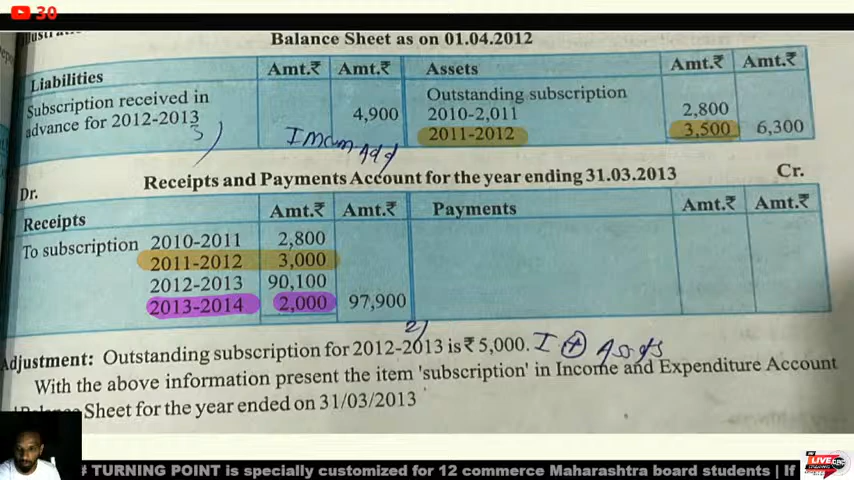 30
Balance Sheet as on 01.04.2012
Liabilities Amt.₹ Amt.₹ Assets Amt.₹ Amt.₹
Subscription received in Outstanding subscription
advance for 2012-2013 4,900 2010-2,011 2,800
2011-2012 3,500 6,300
Dr. Receipts and Payments Account for the year ending 31.03.2013 Cr.
Receipts Amt.₹ Amt.₹ Payments Amt.₹ Amt.₹
To subscription 2010-2011 2,800
2011-2012 3,000
2012-2013 90,100
2013-2014 2,000 97,900
2)
Adjustment: Outstanding subscription for 2012-2013 is ₹ 5,000. I + Assets
With the above information present the item 'subscription' in Income and Expenditure Account
Sheet for the year ended on 31/03/2013
# TURNING POINT is specially customized for 12 commerce Maharashtra board students | If
LIVE